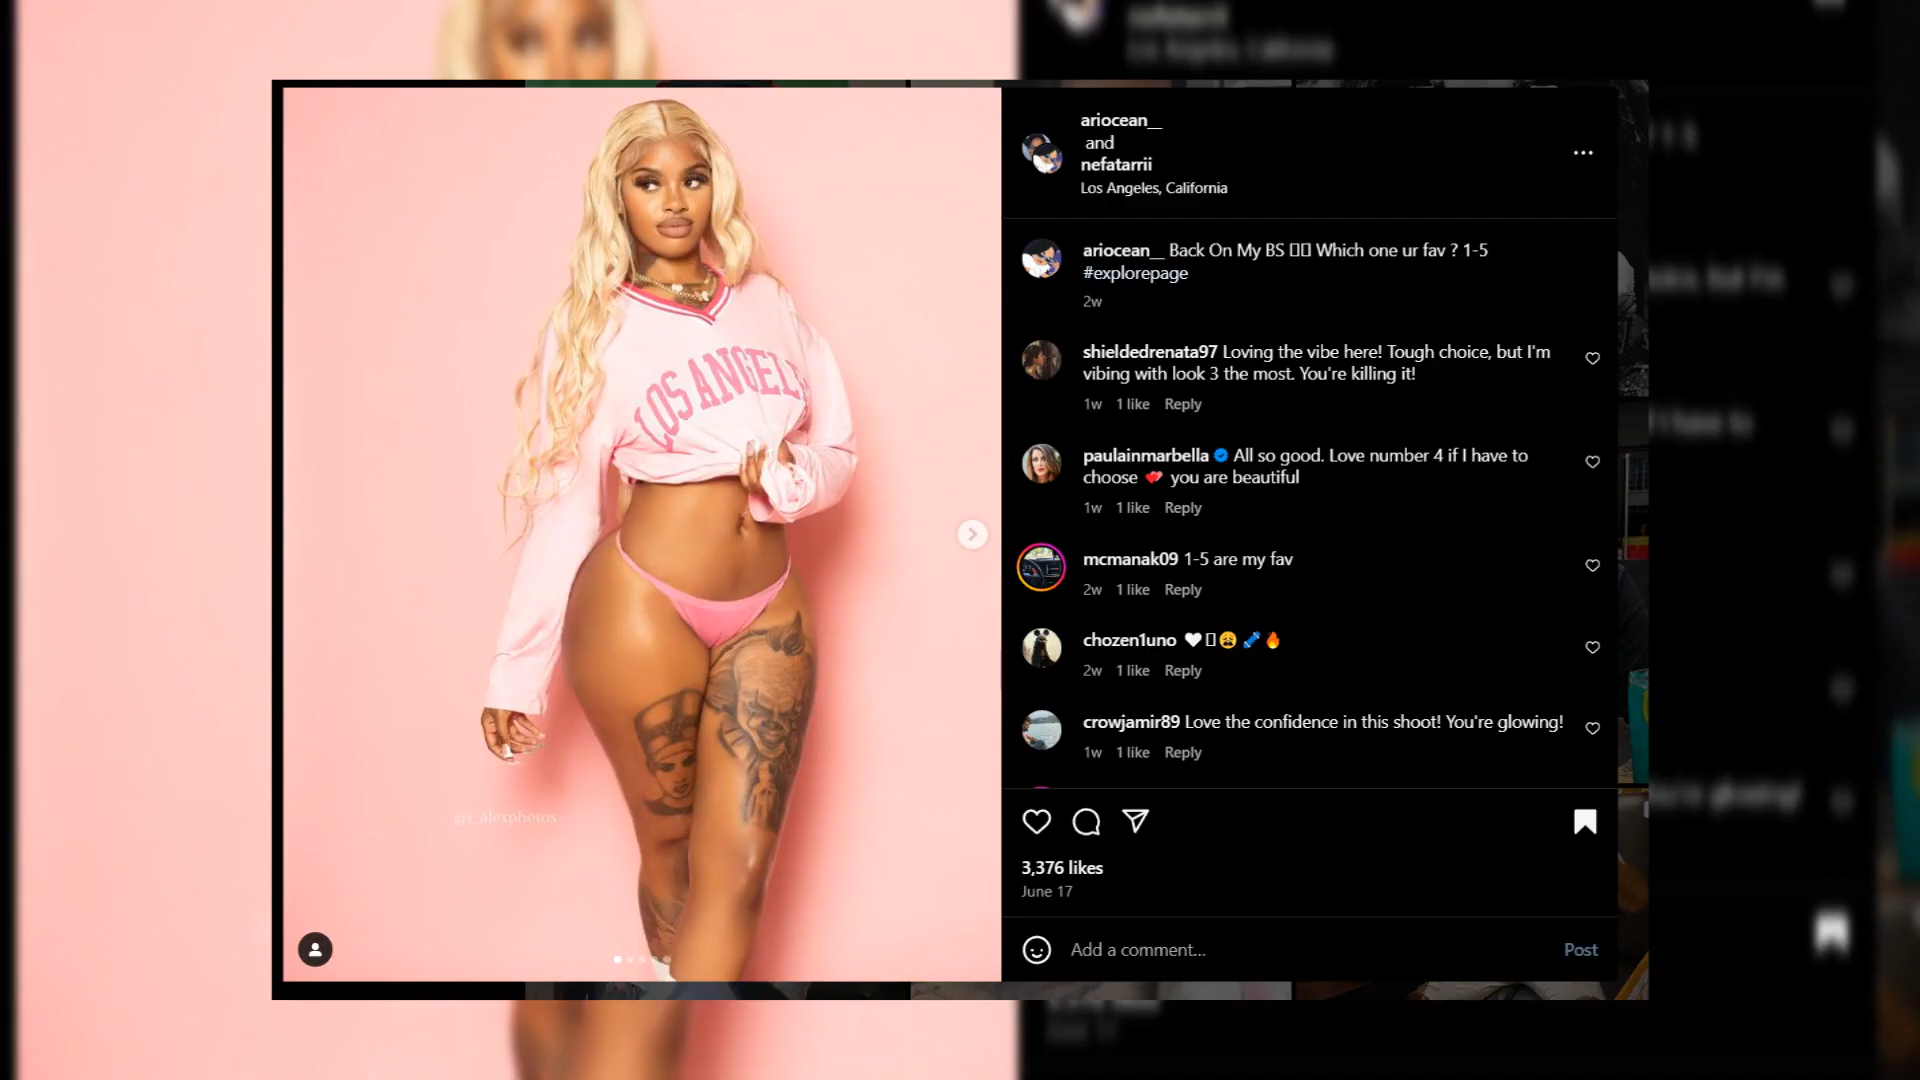 LOS ANGEL
@j_alexphotos
ariocean__
and
nefatarrii
Los Angeles, California
ariocean__ Back On My BS Which one ur fav ? 1-5
#explorepage
2w
shieldedrenata97 Loving the vibe here! Tough choice, but I'm
vibing with look 3 the most. You're killing it!
1w 1 like Reply
paulainmarbella All so good. Love number 4 if I have to
choose 💕 you are beautiful
1w 1 like Reply
mcmanak09 1-5 are my fav
2w 1 like Reply
chozen1uno 🤍😩🍬🔥
2w 1 like Reply
crowjamir89 Love the confidence in this shoot! You're glowing!
1w 1 like Reply
3,376 likes
June 17
Add a comment...
Post